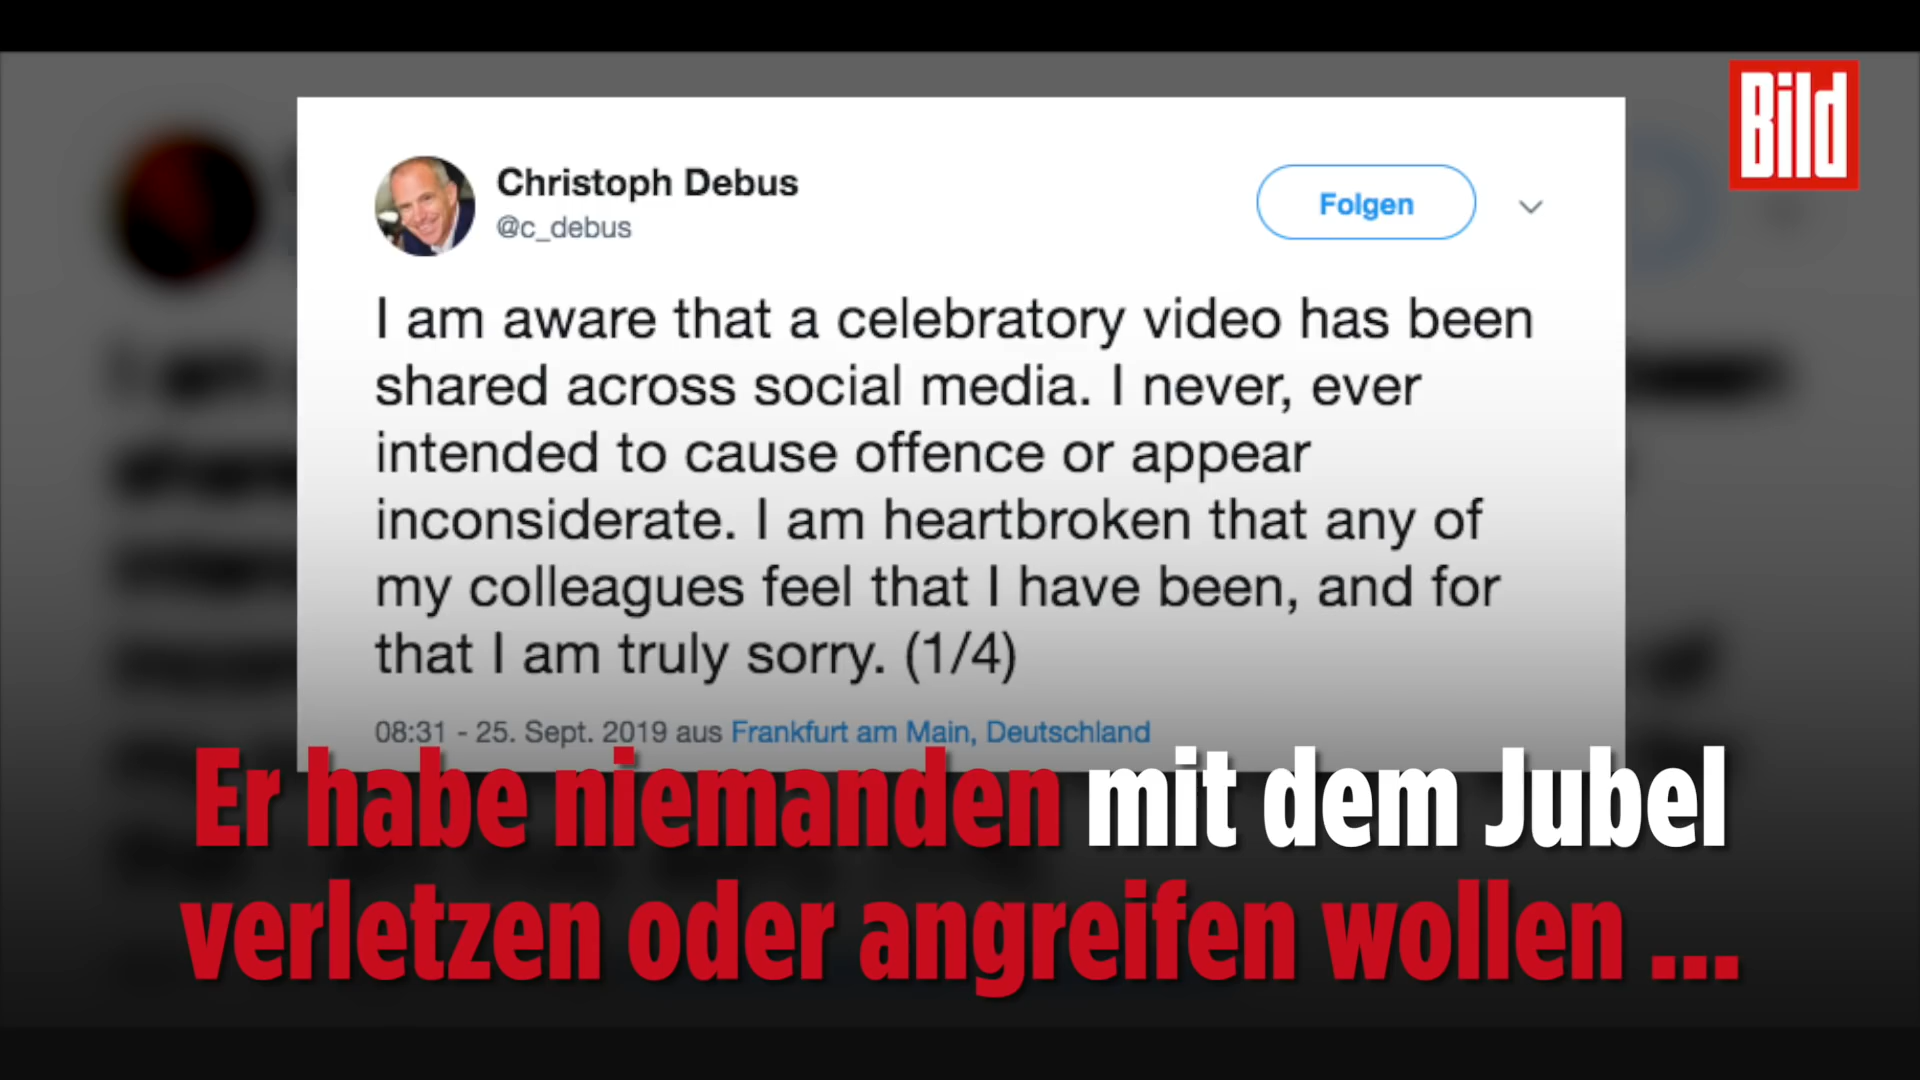 Bild
Christoph Debus
@c_debus
Folgen
I am aware that a celebratory video has been
shared across social media. I never, ever
intended to cause offence or appear
inconsiderate. I am heartbroken that any of
my colleagues feel that I have been, and for
that I am truly sorry. (1/4)
08:31 - 25. Sept. 2019 aus Frankfurt am Main, Deutschland
Er habe niemanden mit dem Jubel
verletzen oder angreifen wollen ...